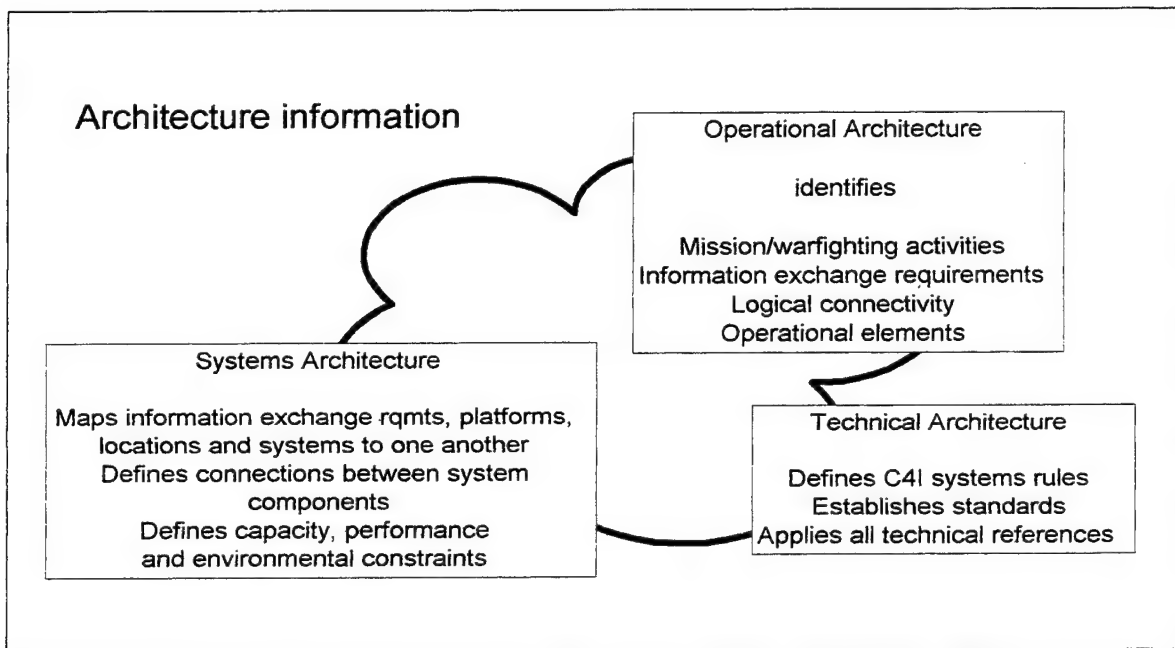 Architecture information
Operational Architecture
identifies
Mission/warfighting activities
Information exchange requirements
Logical connectivity
Operational elements
Systems Architecture
Maps information exchange rqmts, platforms,
locations and systems to one another
Defines connections between system
components
Defines capacity, performance
and environmental constraints
Technical Architecture
Defines C4I systems rules
Establishes standards
Applies all technical references